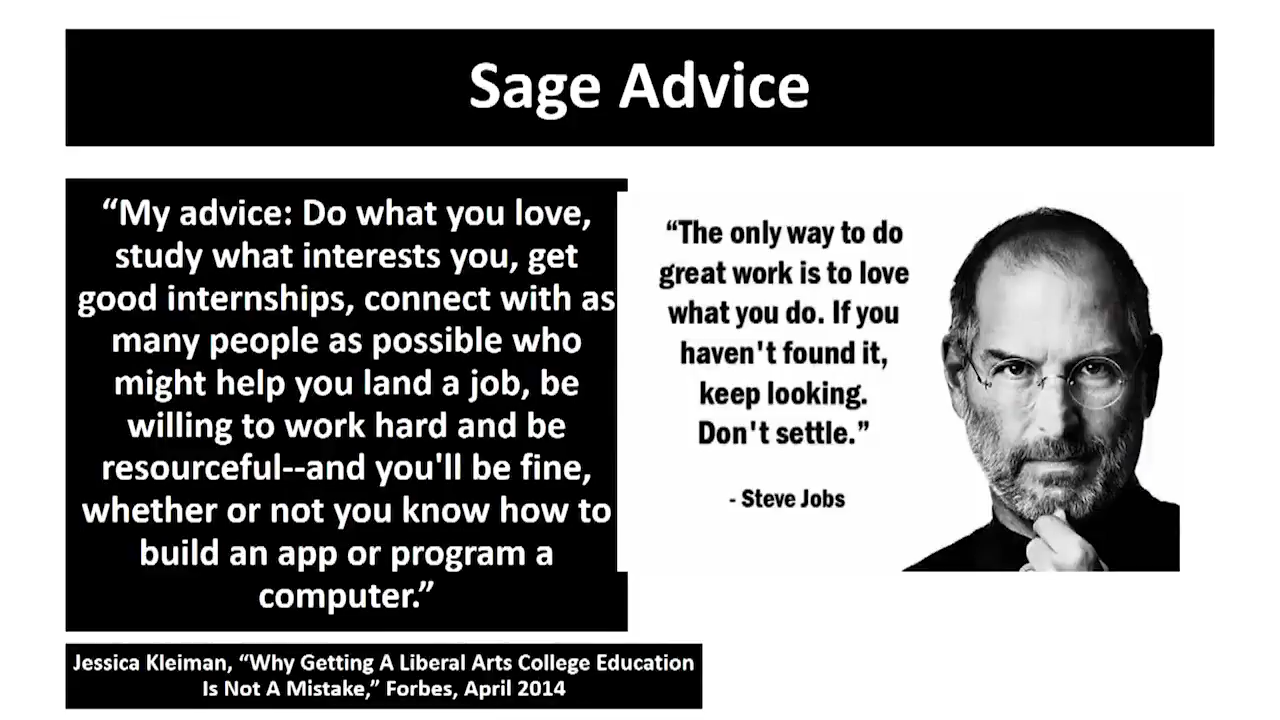 Sage Advice
“My advice: Do what you love,
study what interests you, get
good internships, connect with as
many people as possible who
might help you land a job, be
willing to work hard and be
resourceful--and you'll be fine,
whether or not you know how to
build an app or program a
computer.”
Jessica Kleiman, “Why Getting A Liberal Arts College Education
Is Not A Mistake,” Forbes, April 2014
“The only way to do
great work is to love
what you do. If you
haven't found it,
keep looking.
Don't settle.”
- Steve Jobs